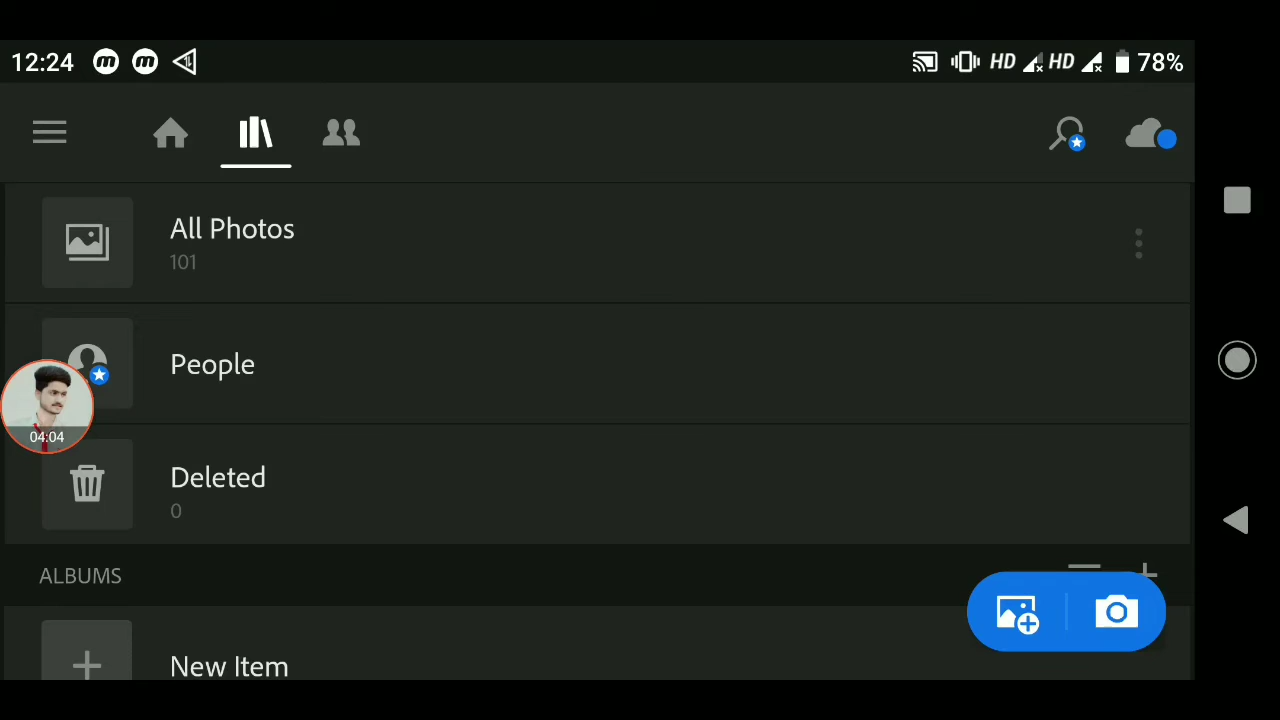 12:24 HD HD 78%
All Photos
101
People
04:04
Deleted
0
ALBUMS
New Item